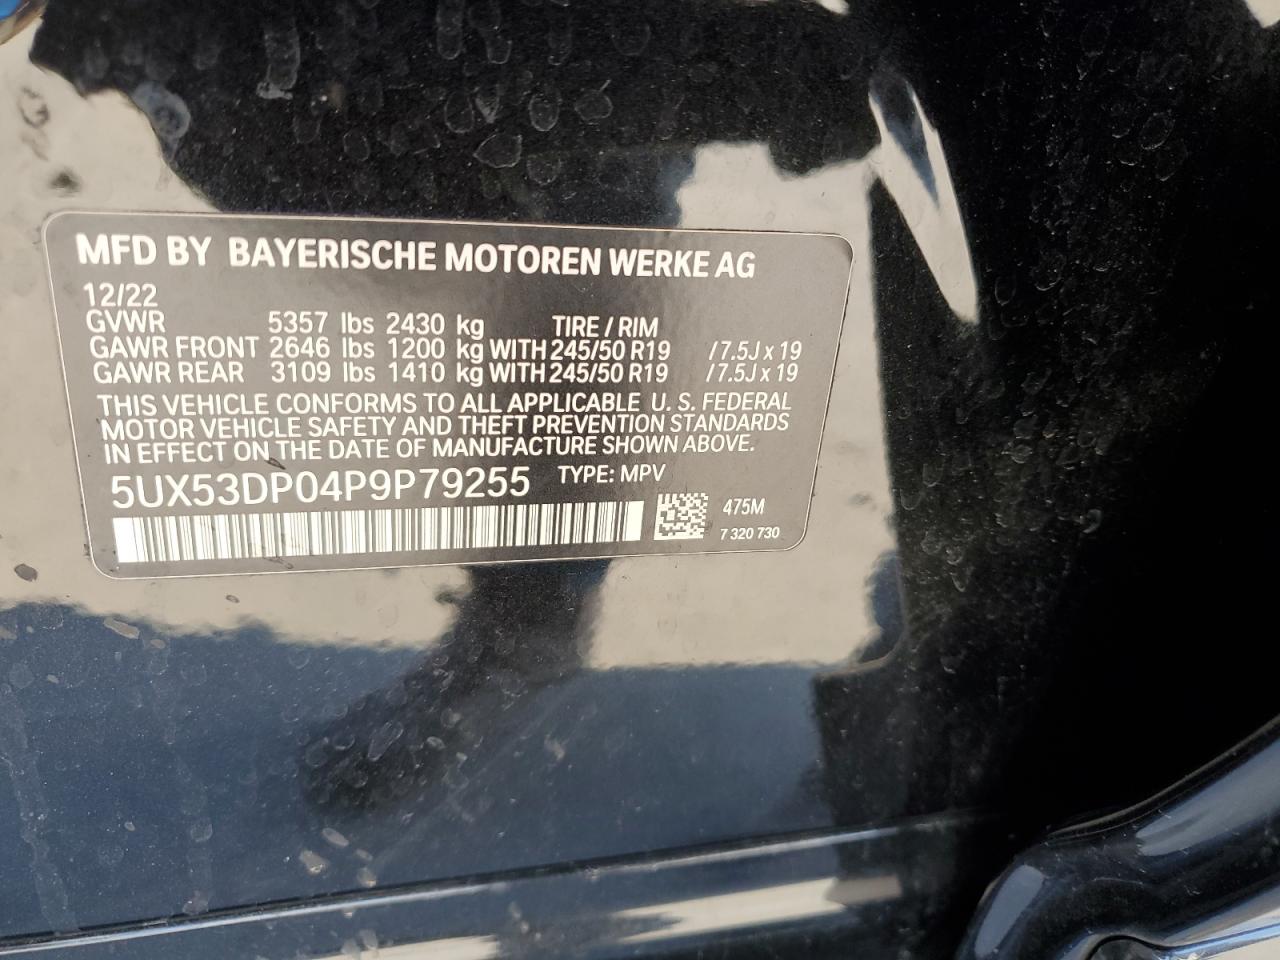 MFD BY BAYERISCHE MOTOREN WERKE AG
12/22
GVWR 5357 lbs 2430 kg TIRE / RIM
GAWR FRONT 2646 lbs 1200 kg WITH 245/50 R19 / 7.5J x 19
GAWR REAR 3109 lbs 1410 kg WITH 245/50 R19 / 7.5J x 19
THIS VEHICLE CONFORMS TO ALL APPLICABLE U. S. FEDERAL
MOTOR VEHICLE SAFETY AND THEFT PREVENTION STANDARDS
IN EFFECT ON THE DATE OF MANUFACTURE SHOWN ABOVE.
5UX53DP04P9P79255 TYPE: MPV
475M
7 320 730